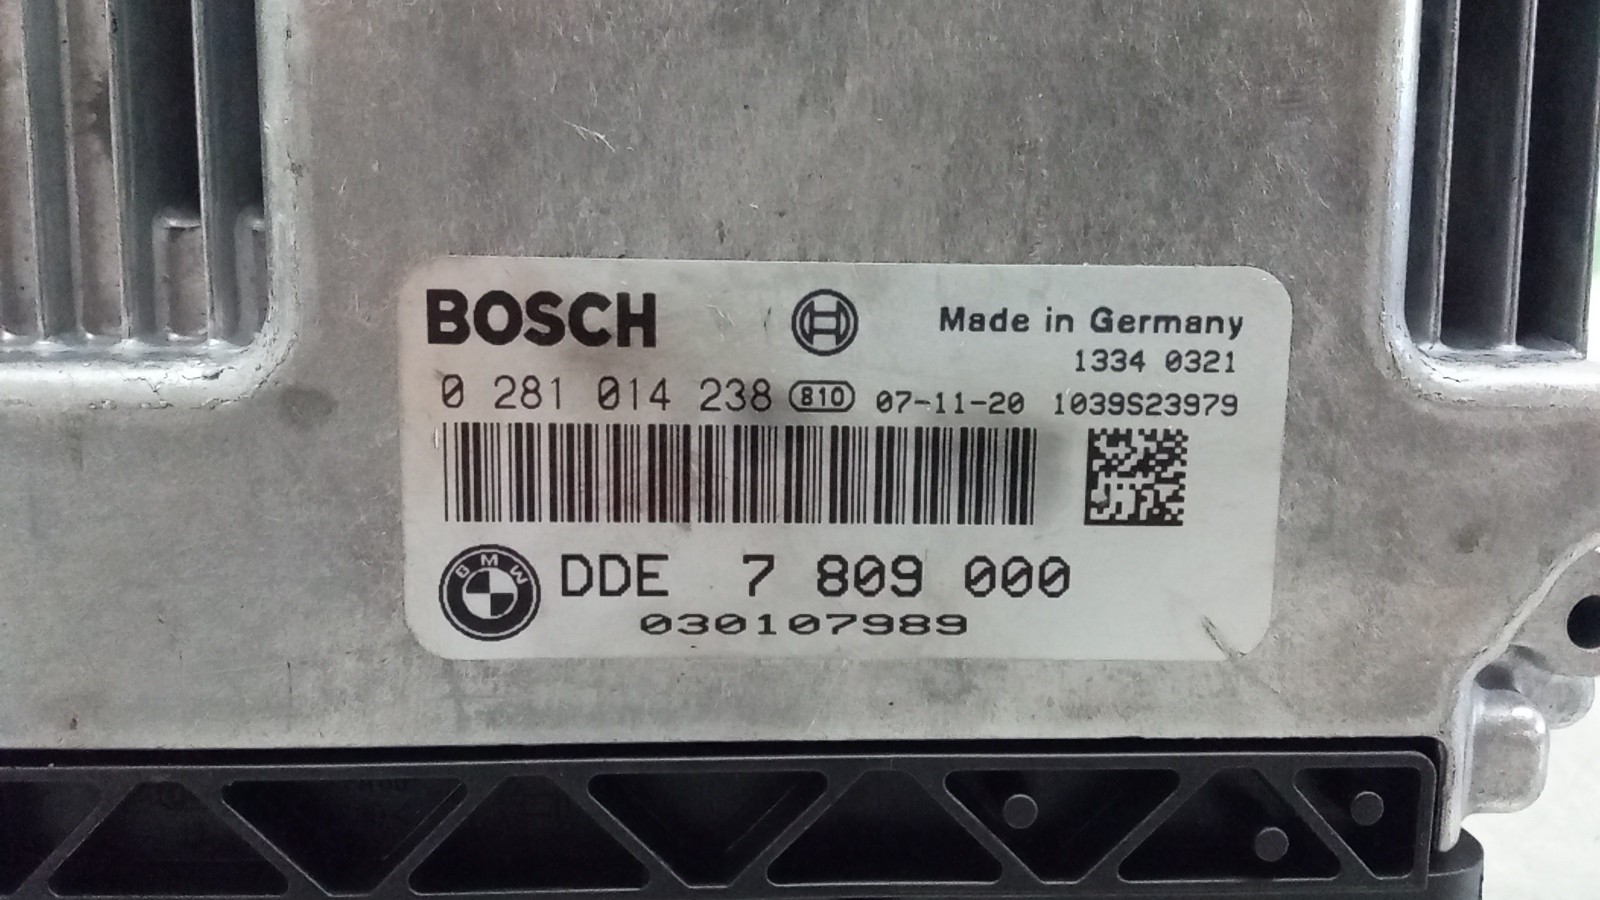 BOSCH Made in Germany
1334 0321
0 281 014 238 810 07-11-20 1039S23979
BMW DDE 7 809 000
030107989